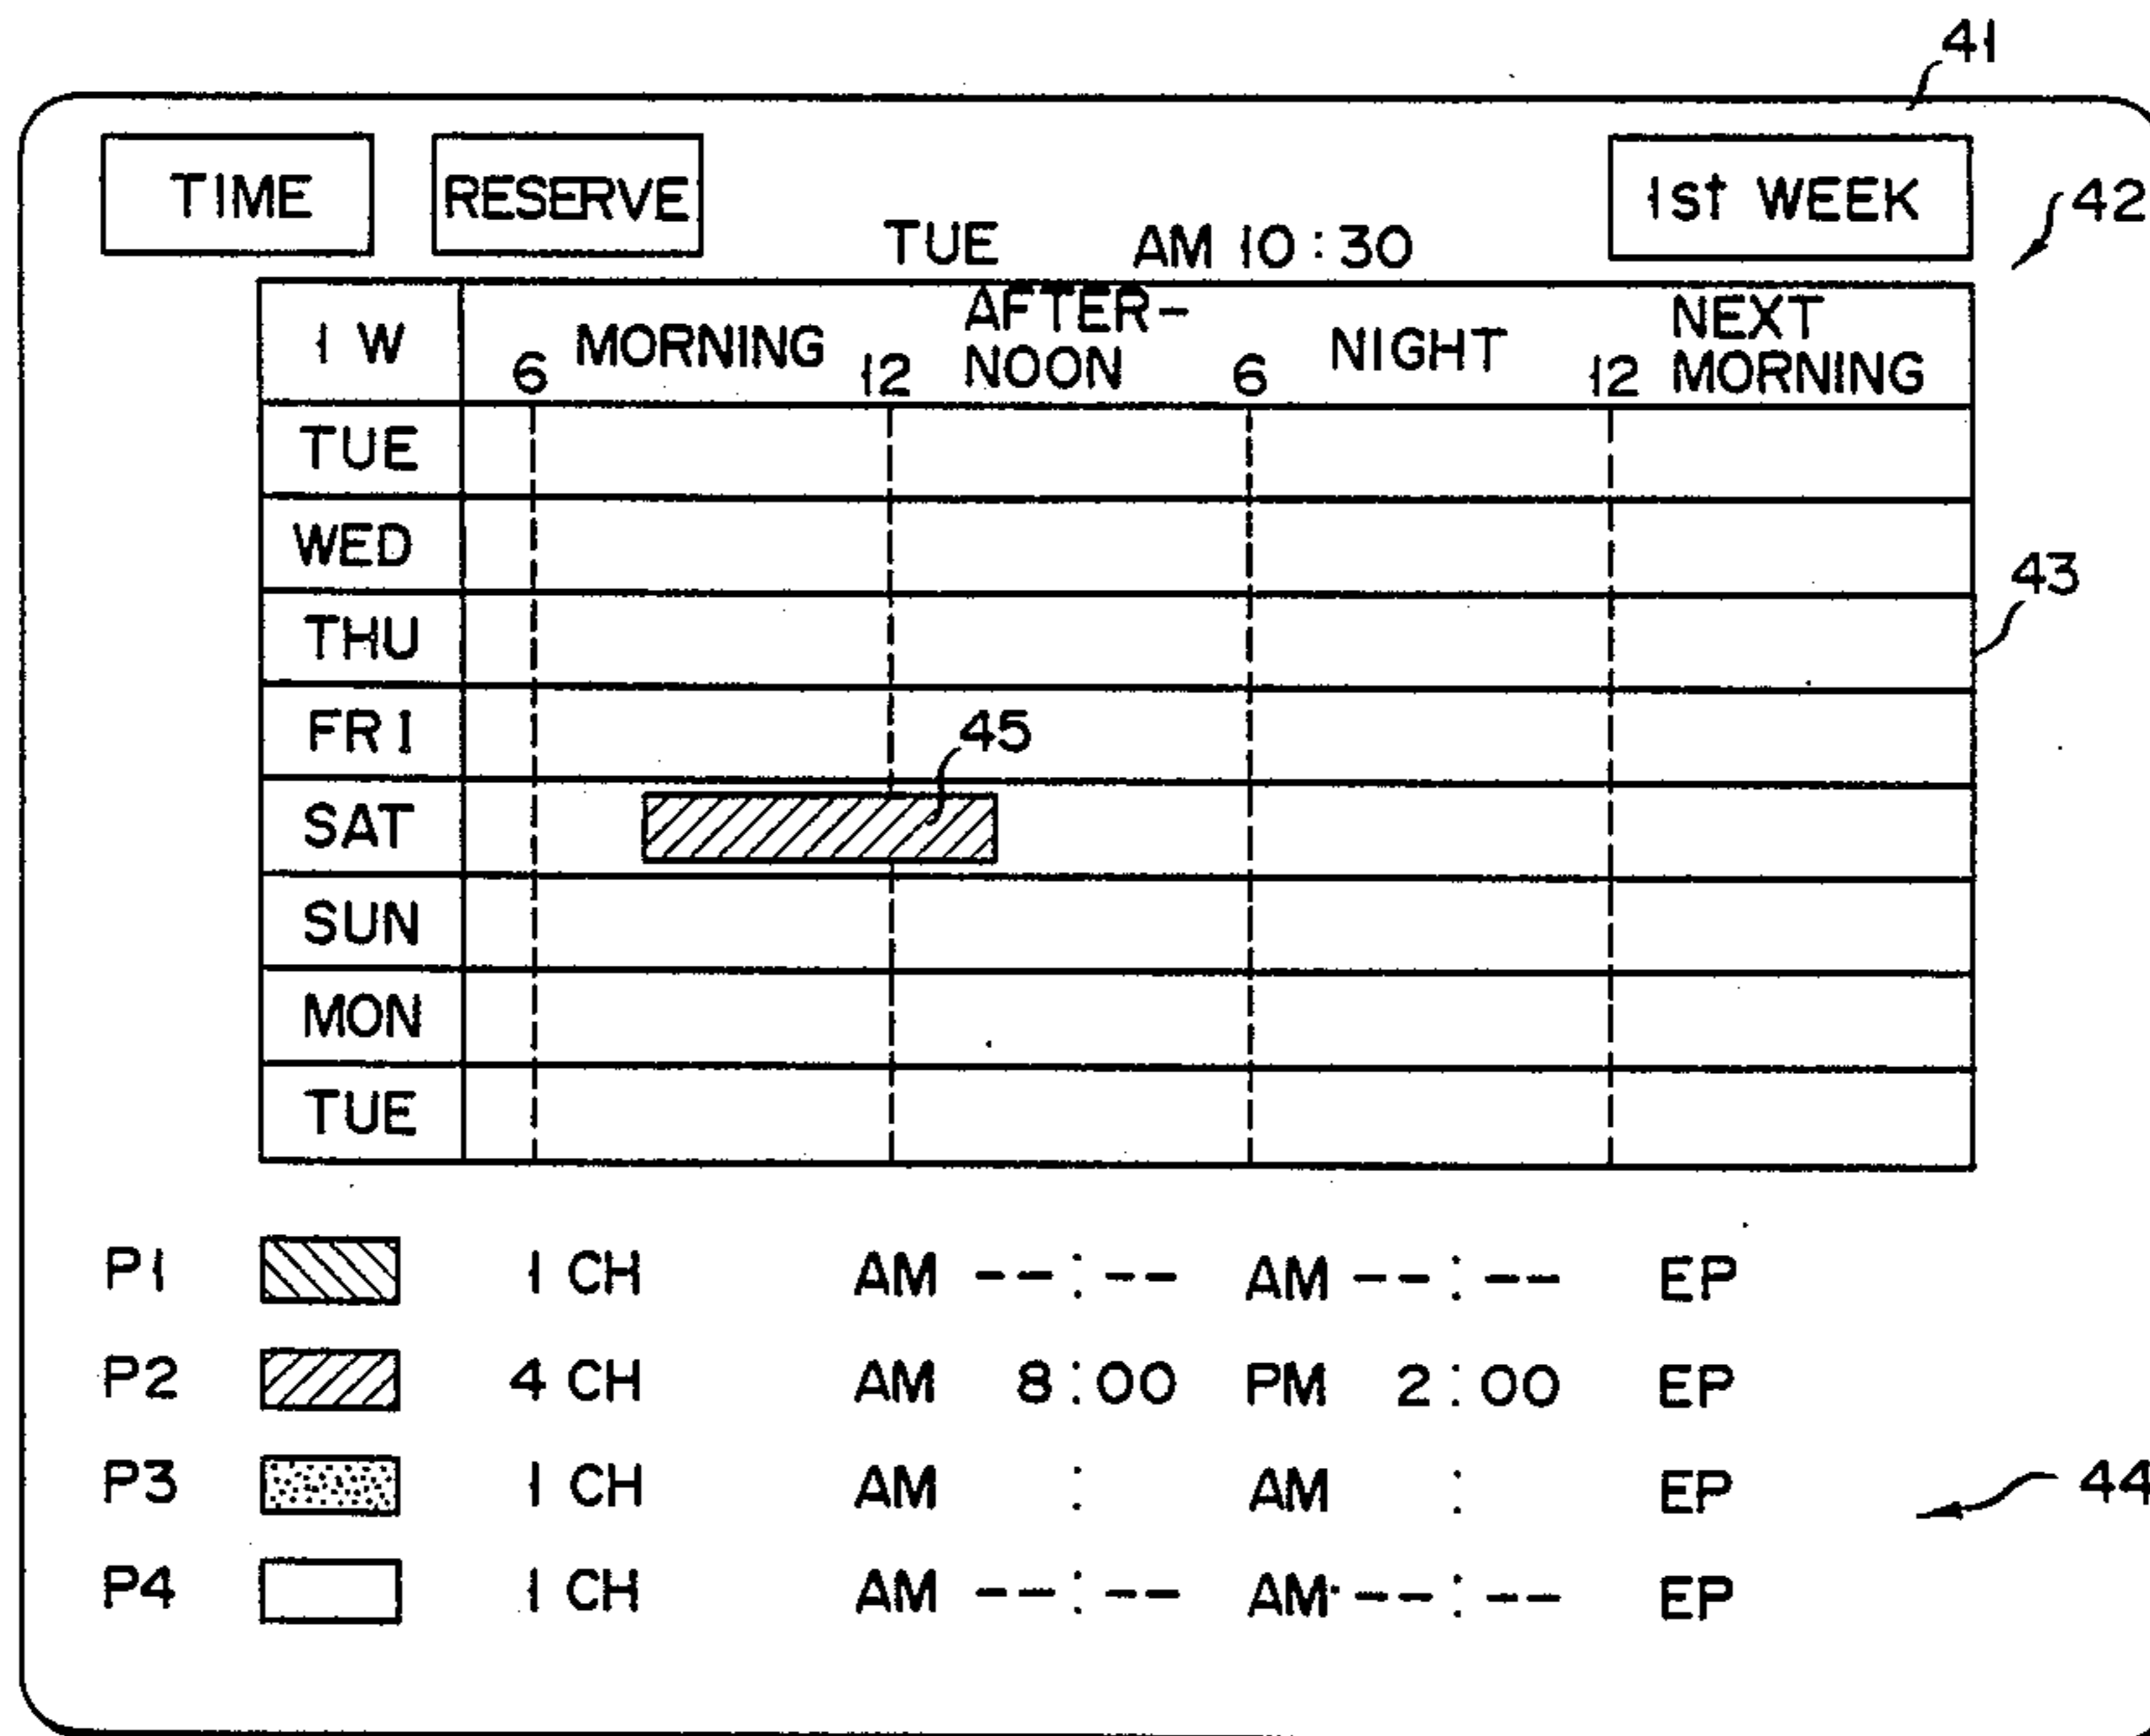 41
TIME RESERVE 1st WEEK
42
TUE AM 10:30
1 W 6 MORNING 12 AFTER-NOON 6 NIGHT 12 NEXT MORNING
TUE
WED
43
THU
FRI
45
SAT
SUN
MON
TUE
P1 1 CH AM --:-- AM --:-- EP
P2 4 CH AM 8:00 PM 2:00 EP
P3 1 CH AM : AM : EP
44
P4 1 CH AM --:-- AM --:-- EP